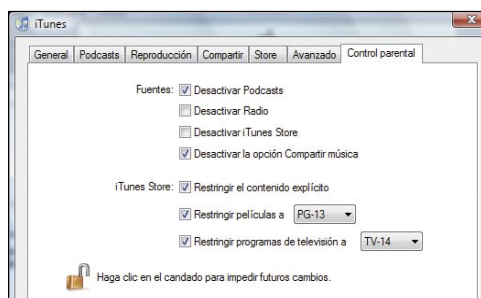 iTunes
General Podcasts Reproducción Compartir Store Avanzado Control parental
Fuentes: Desactivar Podcasts
Desactivar Radio
Desactivar iTunes Store
Desactivar la opción Compartir música
iTunes Store: Restringir el contenido explícito
Restringir películas a PG-13
Restringir programas de televisión a TV-14
Haga clic en el candado para impedir futuros cambios.